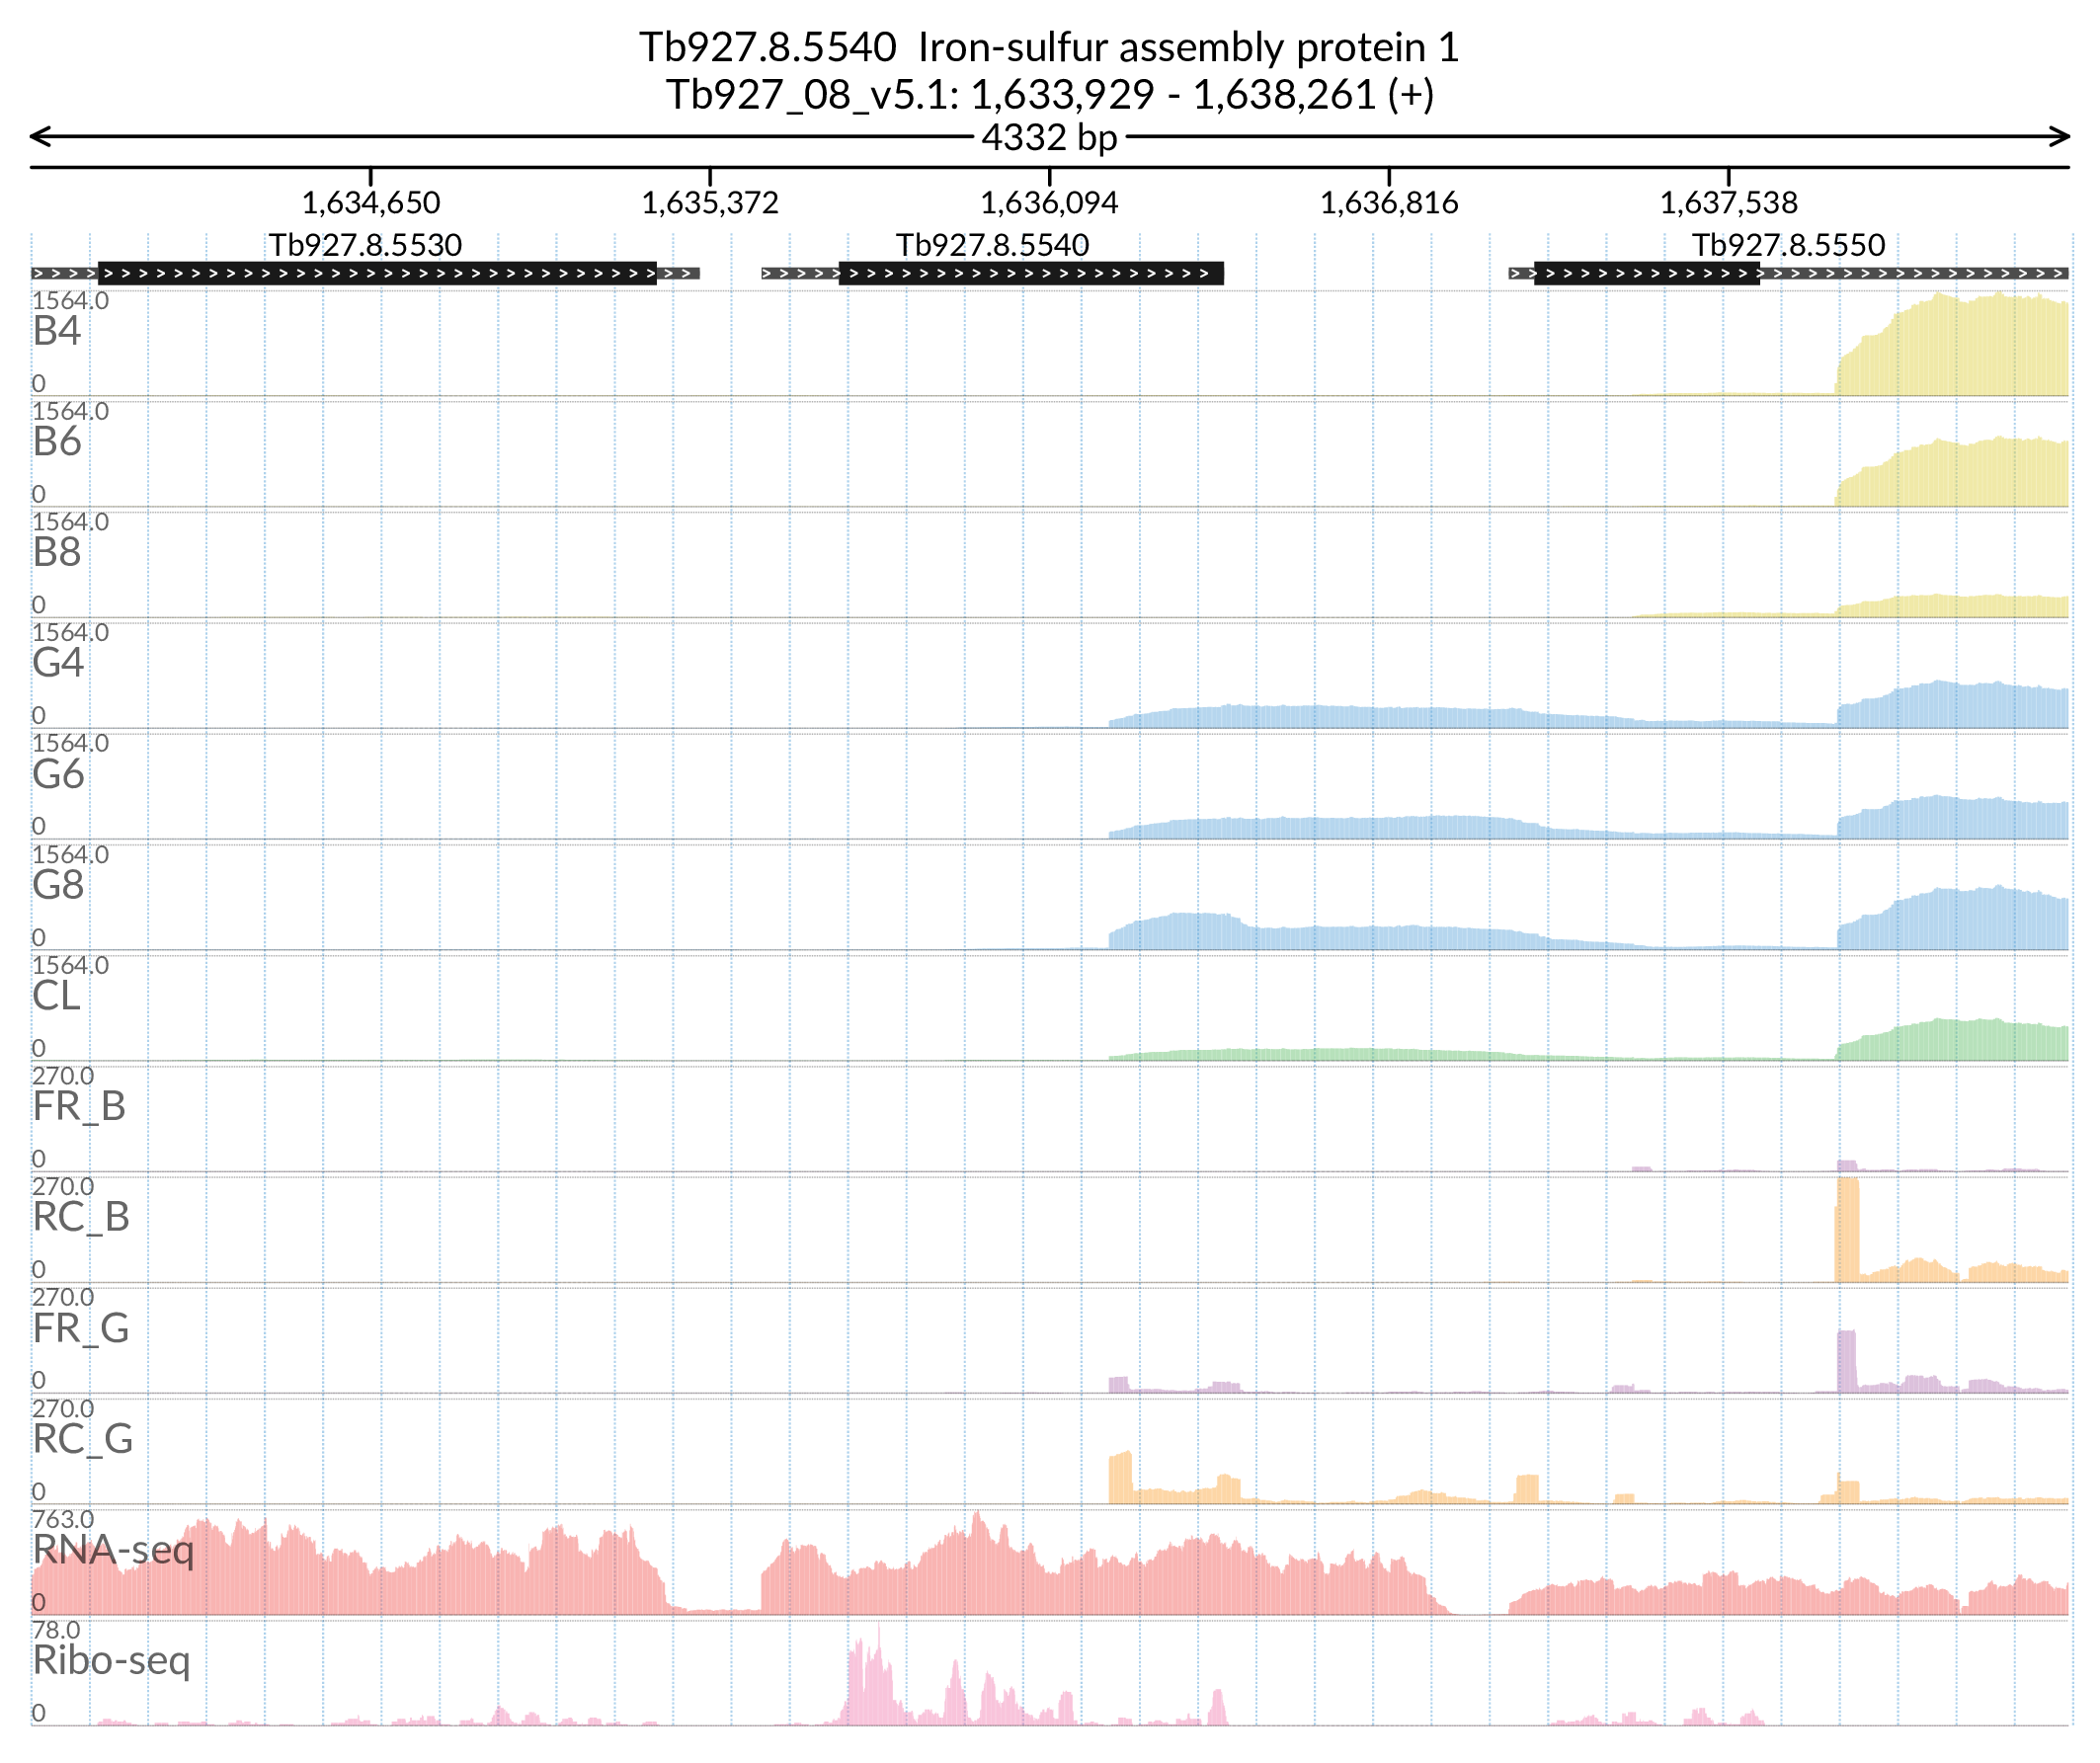 Tb927.8.5540  Iron-sulfur assembly protein 1
Tb927_08_v5.1: 1,633,929 - 1,638,261 (+)
4332 bp
1,634,650 1,635,372 1,636,094 1,636,816 1,637,538
Tb927.8.5530 Tb927.8.5540 Tb927.8.5550
1564.0
B4
0
1564.0
B6
0
1564.0
B8
0
1564.0
G4
0
1564.0
G6
0
1564.0
G8
0
1564.0
CL
0
270.0
FR_B
0
270.0
RC_B
0
270.0
FR_G
0
270.0
RC_G
0
763.0
RNA-seq
0
78.0
Ribo-seq
0